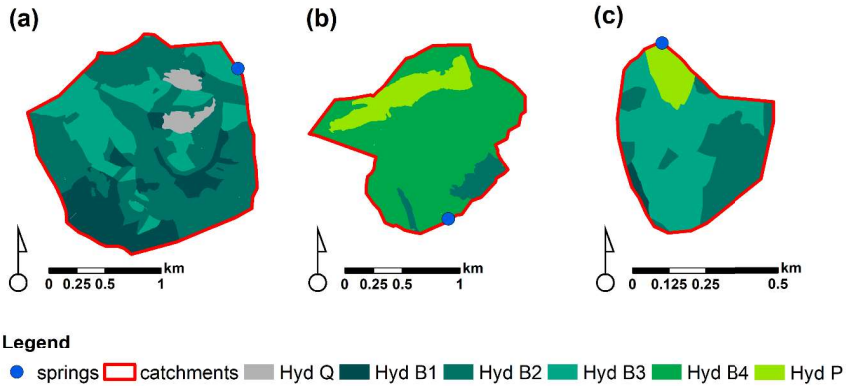 (a)
(b)
(c)
km
0 0.25 0.5 1
km
0 0.25 0.5 1
km
0 0.125 0.25 0.5
Legend
springs catchments Hyd Q Hyd B1 Hyd B2 Hyd B3 Hyd B4 Hyd P